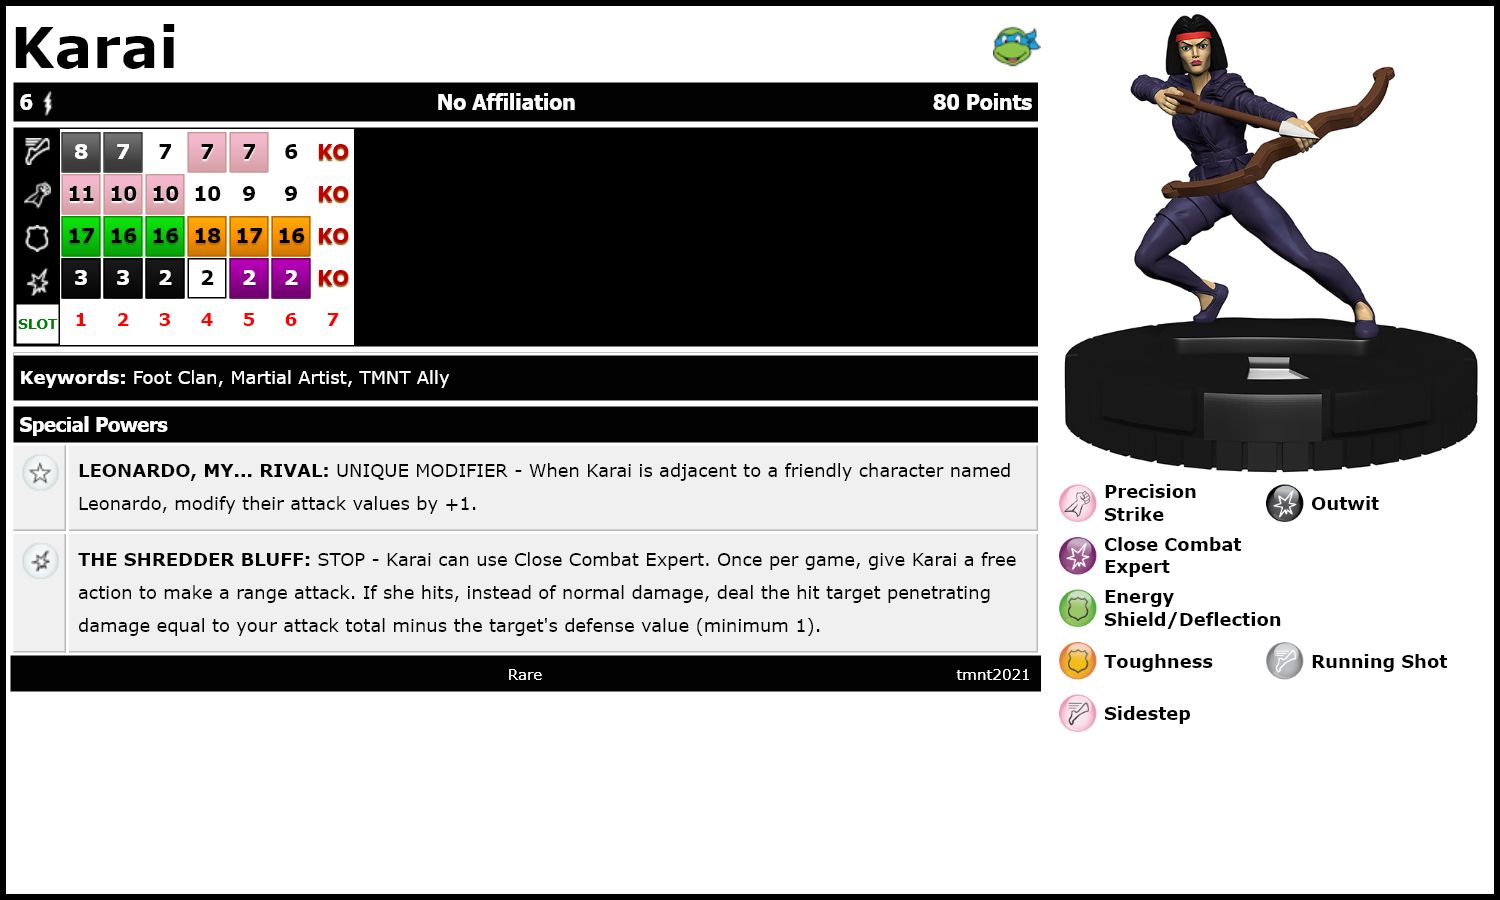 Karai
6 No Affiliation 80 Points
8 7 7 7 7 6 KO
11 10 10 10 9 9 KO
17 16 16 18 17 16 KO
3 3 2 2 2 2 KO
SLOT 1 2 3 4 5 6 7
Keywords: Foot Clan, Martial Artist, TMNT Ally
Special Powers
LEONARDO, MY... RIVAL: UNIQUE MODIFIER - When Karai is adjacent to a friendly character named
Leonardo, modify their attack values by +1.
THE SHREDDER BLUFF: STOP - Karai can use Close Combat Expert. Once per game, give Karai a free
action to make a range attack. If she hits, instead of normal damage, deal the hit target penetrating
damage equal to your attack total minus the target's defense value (minimum 1).
Rare tmnt2021
Precision
Strike
Outwit
Close Combat
Expert
Energy
Shield/Deflection
Toughness
Running Shot
Sidestep